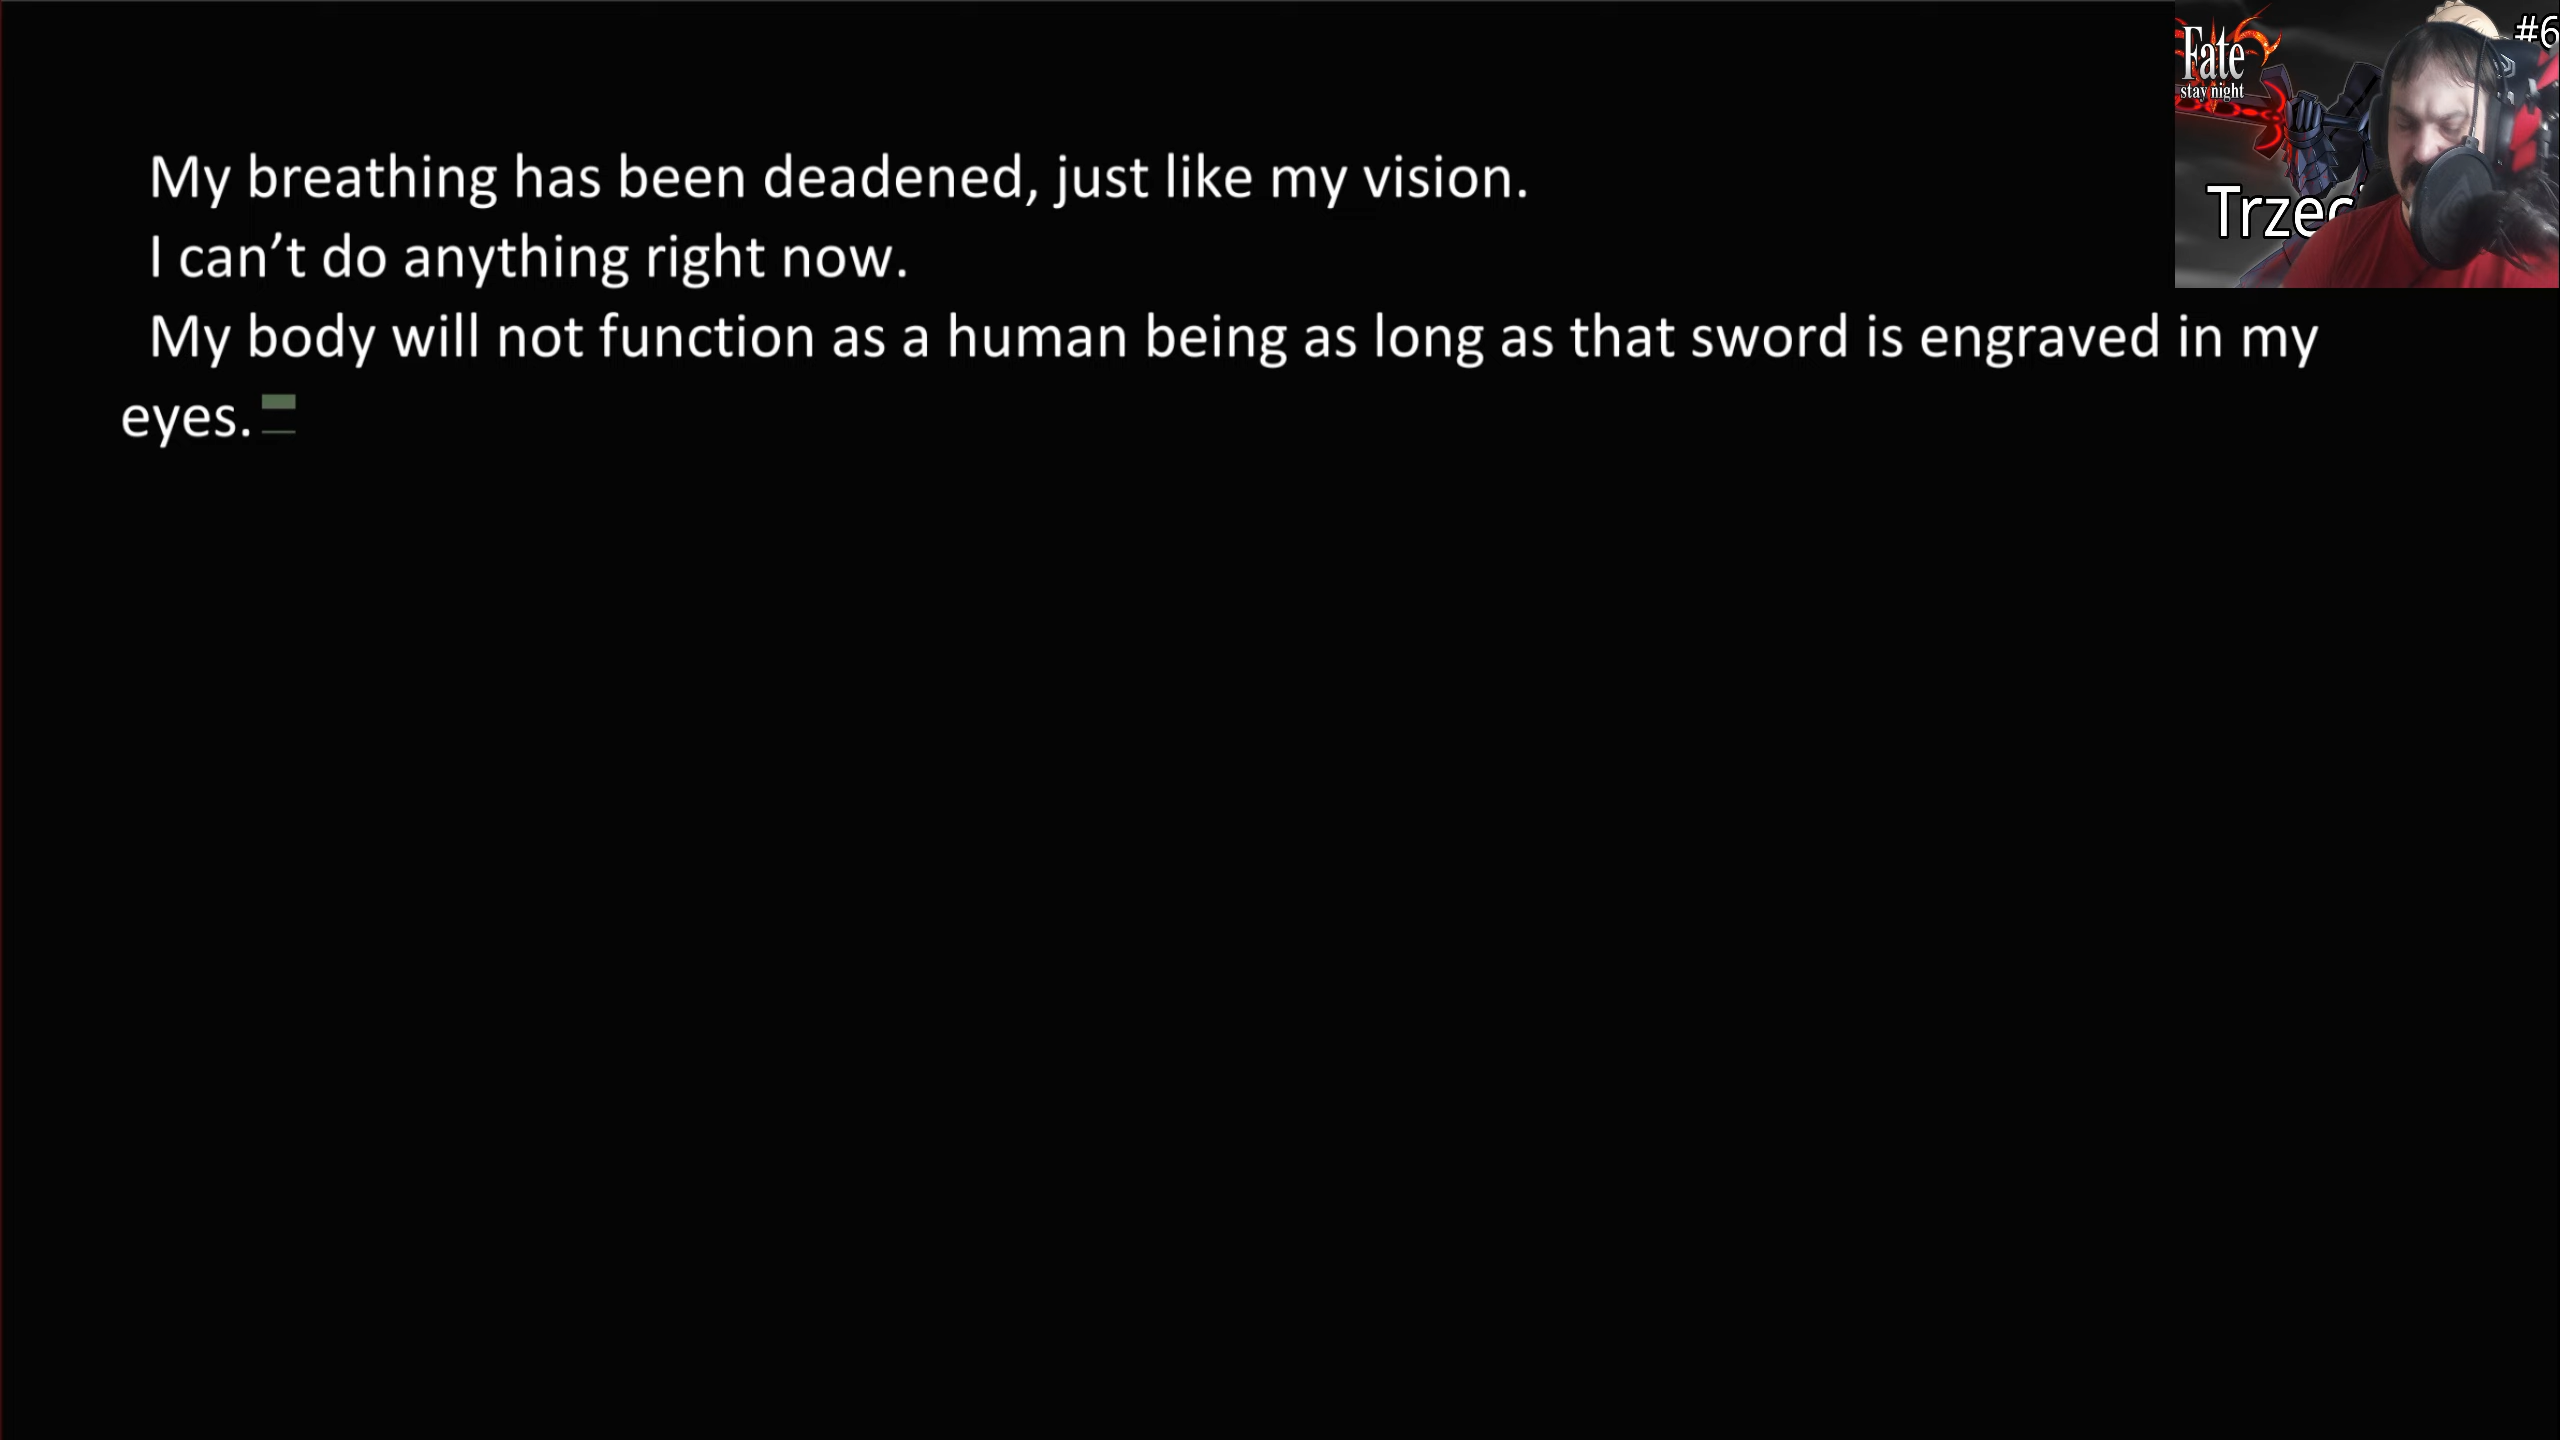 My breathing has been deadened, just like my vision.
I can’t do anything right now.
My body will not function as a human being as long as that sword is engraved in my
eyes.
Fate
stay night
#6